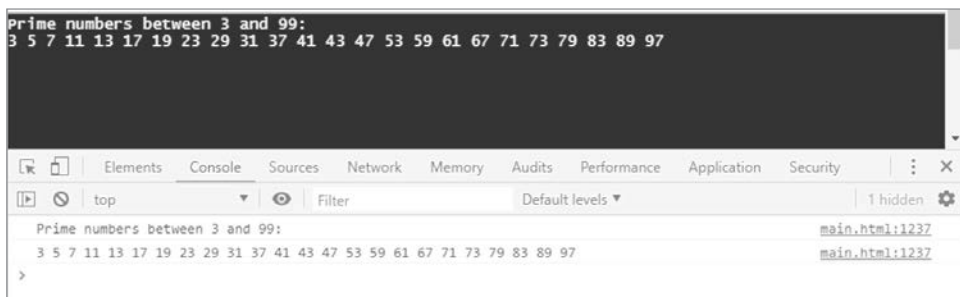 Prime numbers between 3 and 99:
3 5 7 11 13 17 19 23 29 31 37 41 43 47 53 59 61 67 71 73 79 83 89 97
Elements Console Sources Network Memory Audits Performance Application Security
top Filter Default levels ▼ 1 hidden
Prime numbers between 3 and 99: main.html:1237
3 5 7 11 13 17 19 23 29 31 37 41 43 47 53 59 61 67 71 73 79 83 89 97 main.html:1237
>